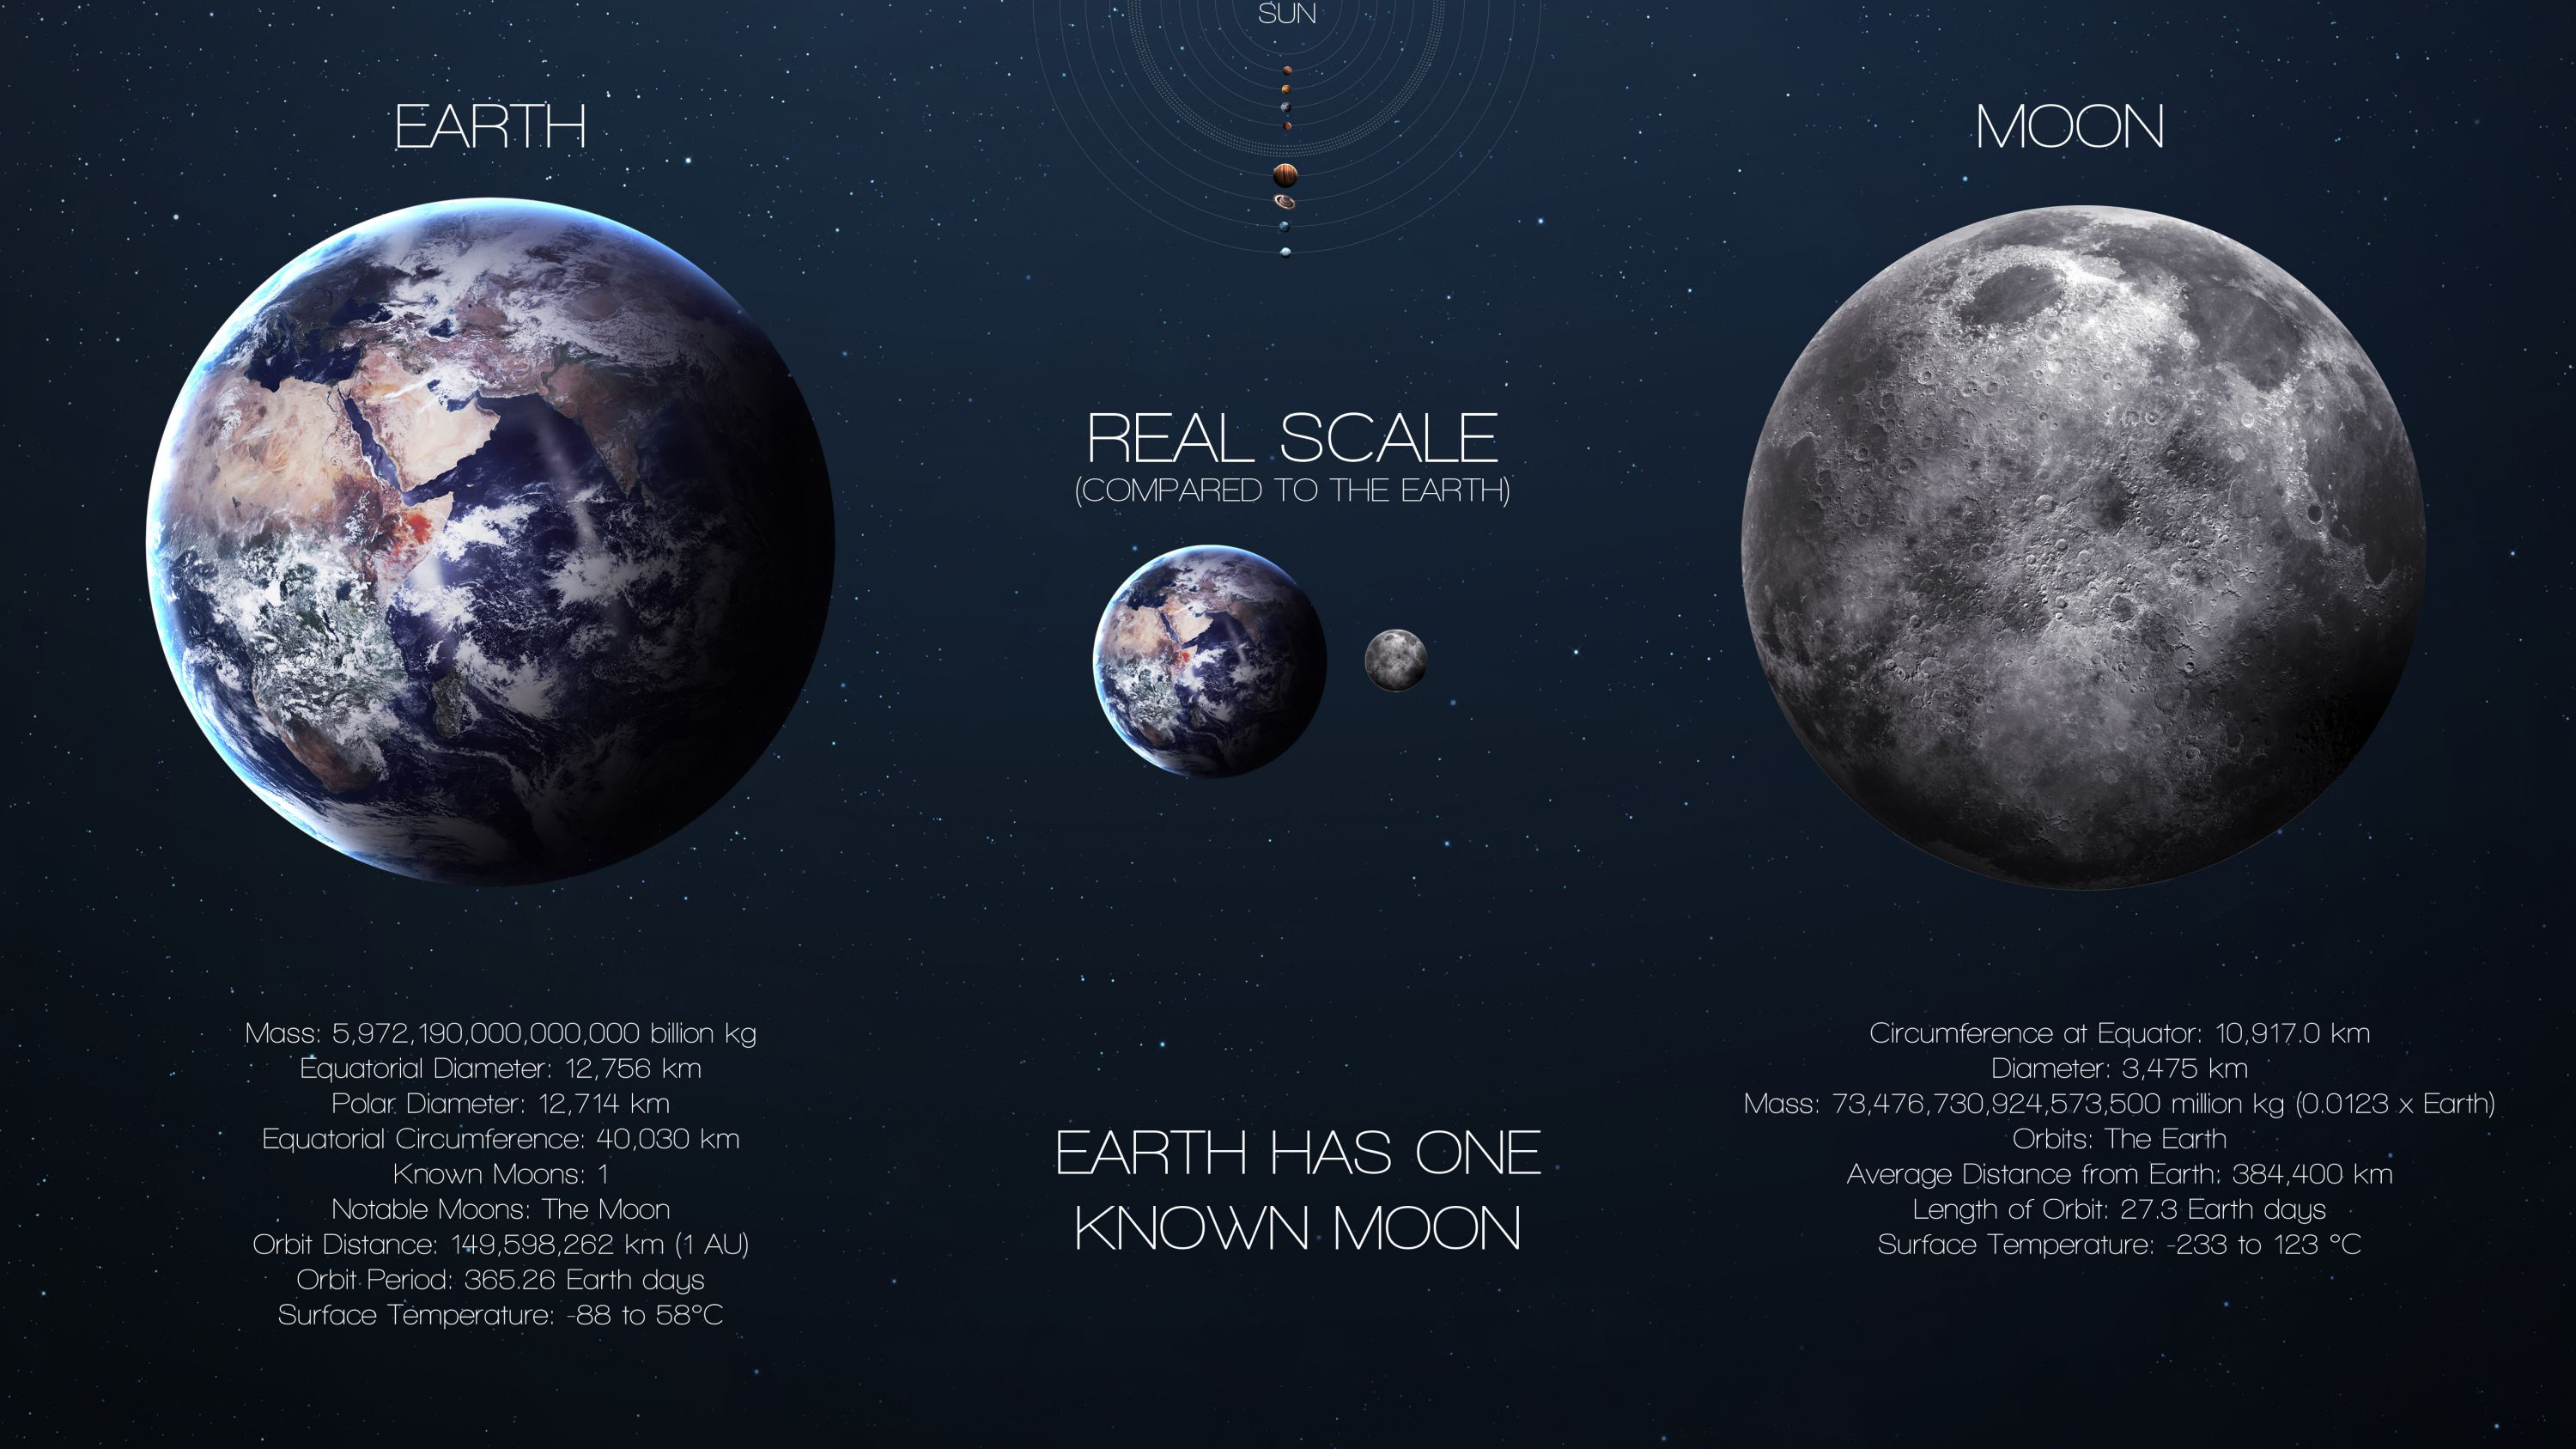 SUN
EARTH
MOON
REAL SCALE
(COMPARED TO THE EARTH)
Mass: 5,972,190,000,000,000 billion kg
Equatorial Diameter: 12,756 km
Polar Diameter: 12,714 km
Equatorial Circumference: 40,030 km
Known Moons: 1
Notable Moons: The Moon
Orbit Distance: 149,598,262 km (1 AU)
Orbit Period: 365.26 Earth days
Surface Temperature: -88 to 58°C
EARTH HAS ONE
KNOWN MOON
Circumference at Equator: 10,917.0 km
Diameter: 3,475 km
Mass: 73,476,730,924,573,500 million kg (0.0123 x Earth)
Orbits: The Earth
Average Distance from Earth: 384,400 km
Length of Orbit: 27.3 Earth days
Surface Temperature: -233 to 123 °C